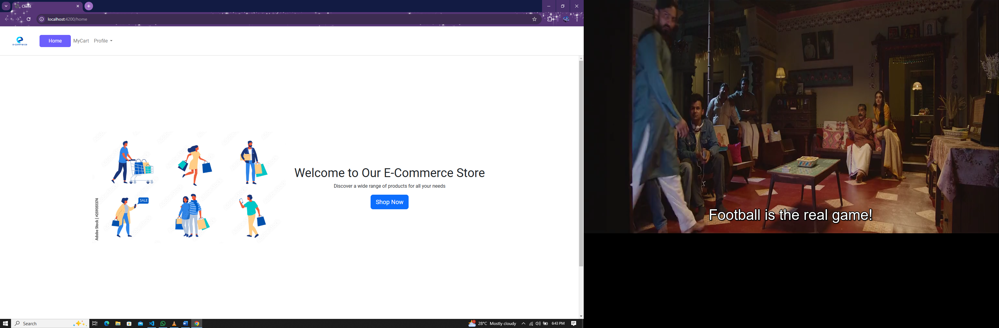 Client
localhost:4200/home
e-commerce
Home
MyCart
Profile
SALE
Adobe Stock | #259351374
Welcome to Our E-Commerce Store
Discover a wide range of products for all your needs
Shop Now
Football is the real game!
Search
1
28°C Mostly cloudy
6:43 PM